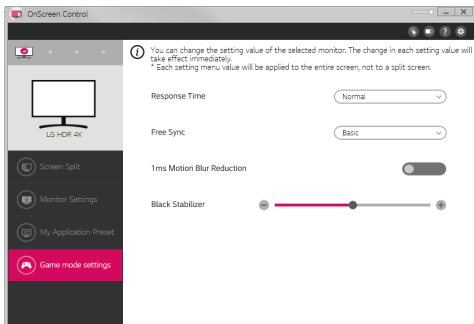 OnScreen Control
You can change the setting value of the selected monitor. The change in each setting value will
take effect immediately.
* Each setting menu value will be applied to the entire screen, not to a split screen.
LG HDR 4K
Screen Split
Monitor Settings
My Application Preset
Game mode settings
Response Time
Normal
Free Sync
Basic
1ms Motion Blur Reduction
Black Stabilizer